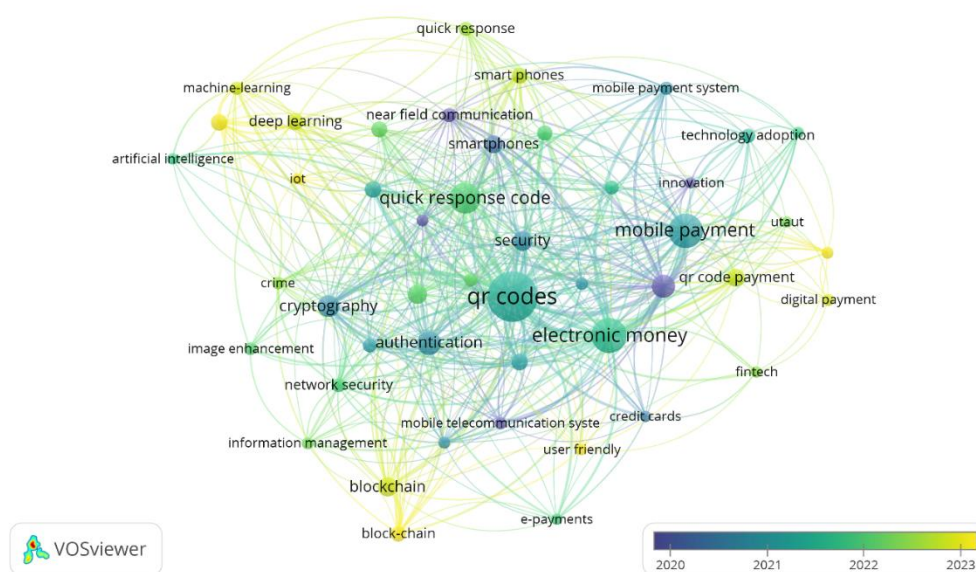 quick response
smart phones
machine-learning
mobile payment system
near field communication
deep learning
technology adoption
smartphones
artificial intelligence
iot
innovation
quick response code
utaut
mobile payment
security
qr code payment
crime
qr codes
digital payment
cryptography
electronic money
authentication
image enhancement
fintech
network security
credit cards
mobile telecommunication syste
information management
user friendly
blockchain
e-payments
block-chain
VOSviewer
2020 2021 2022 2023